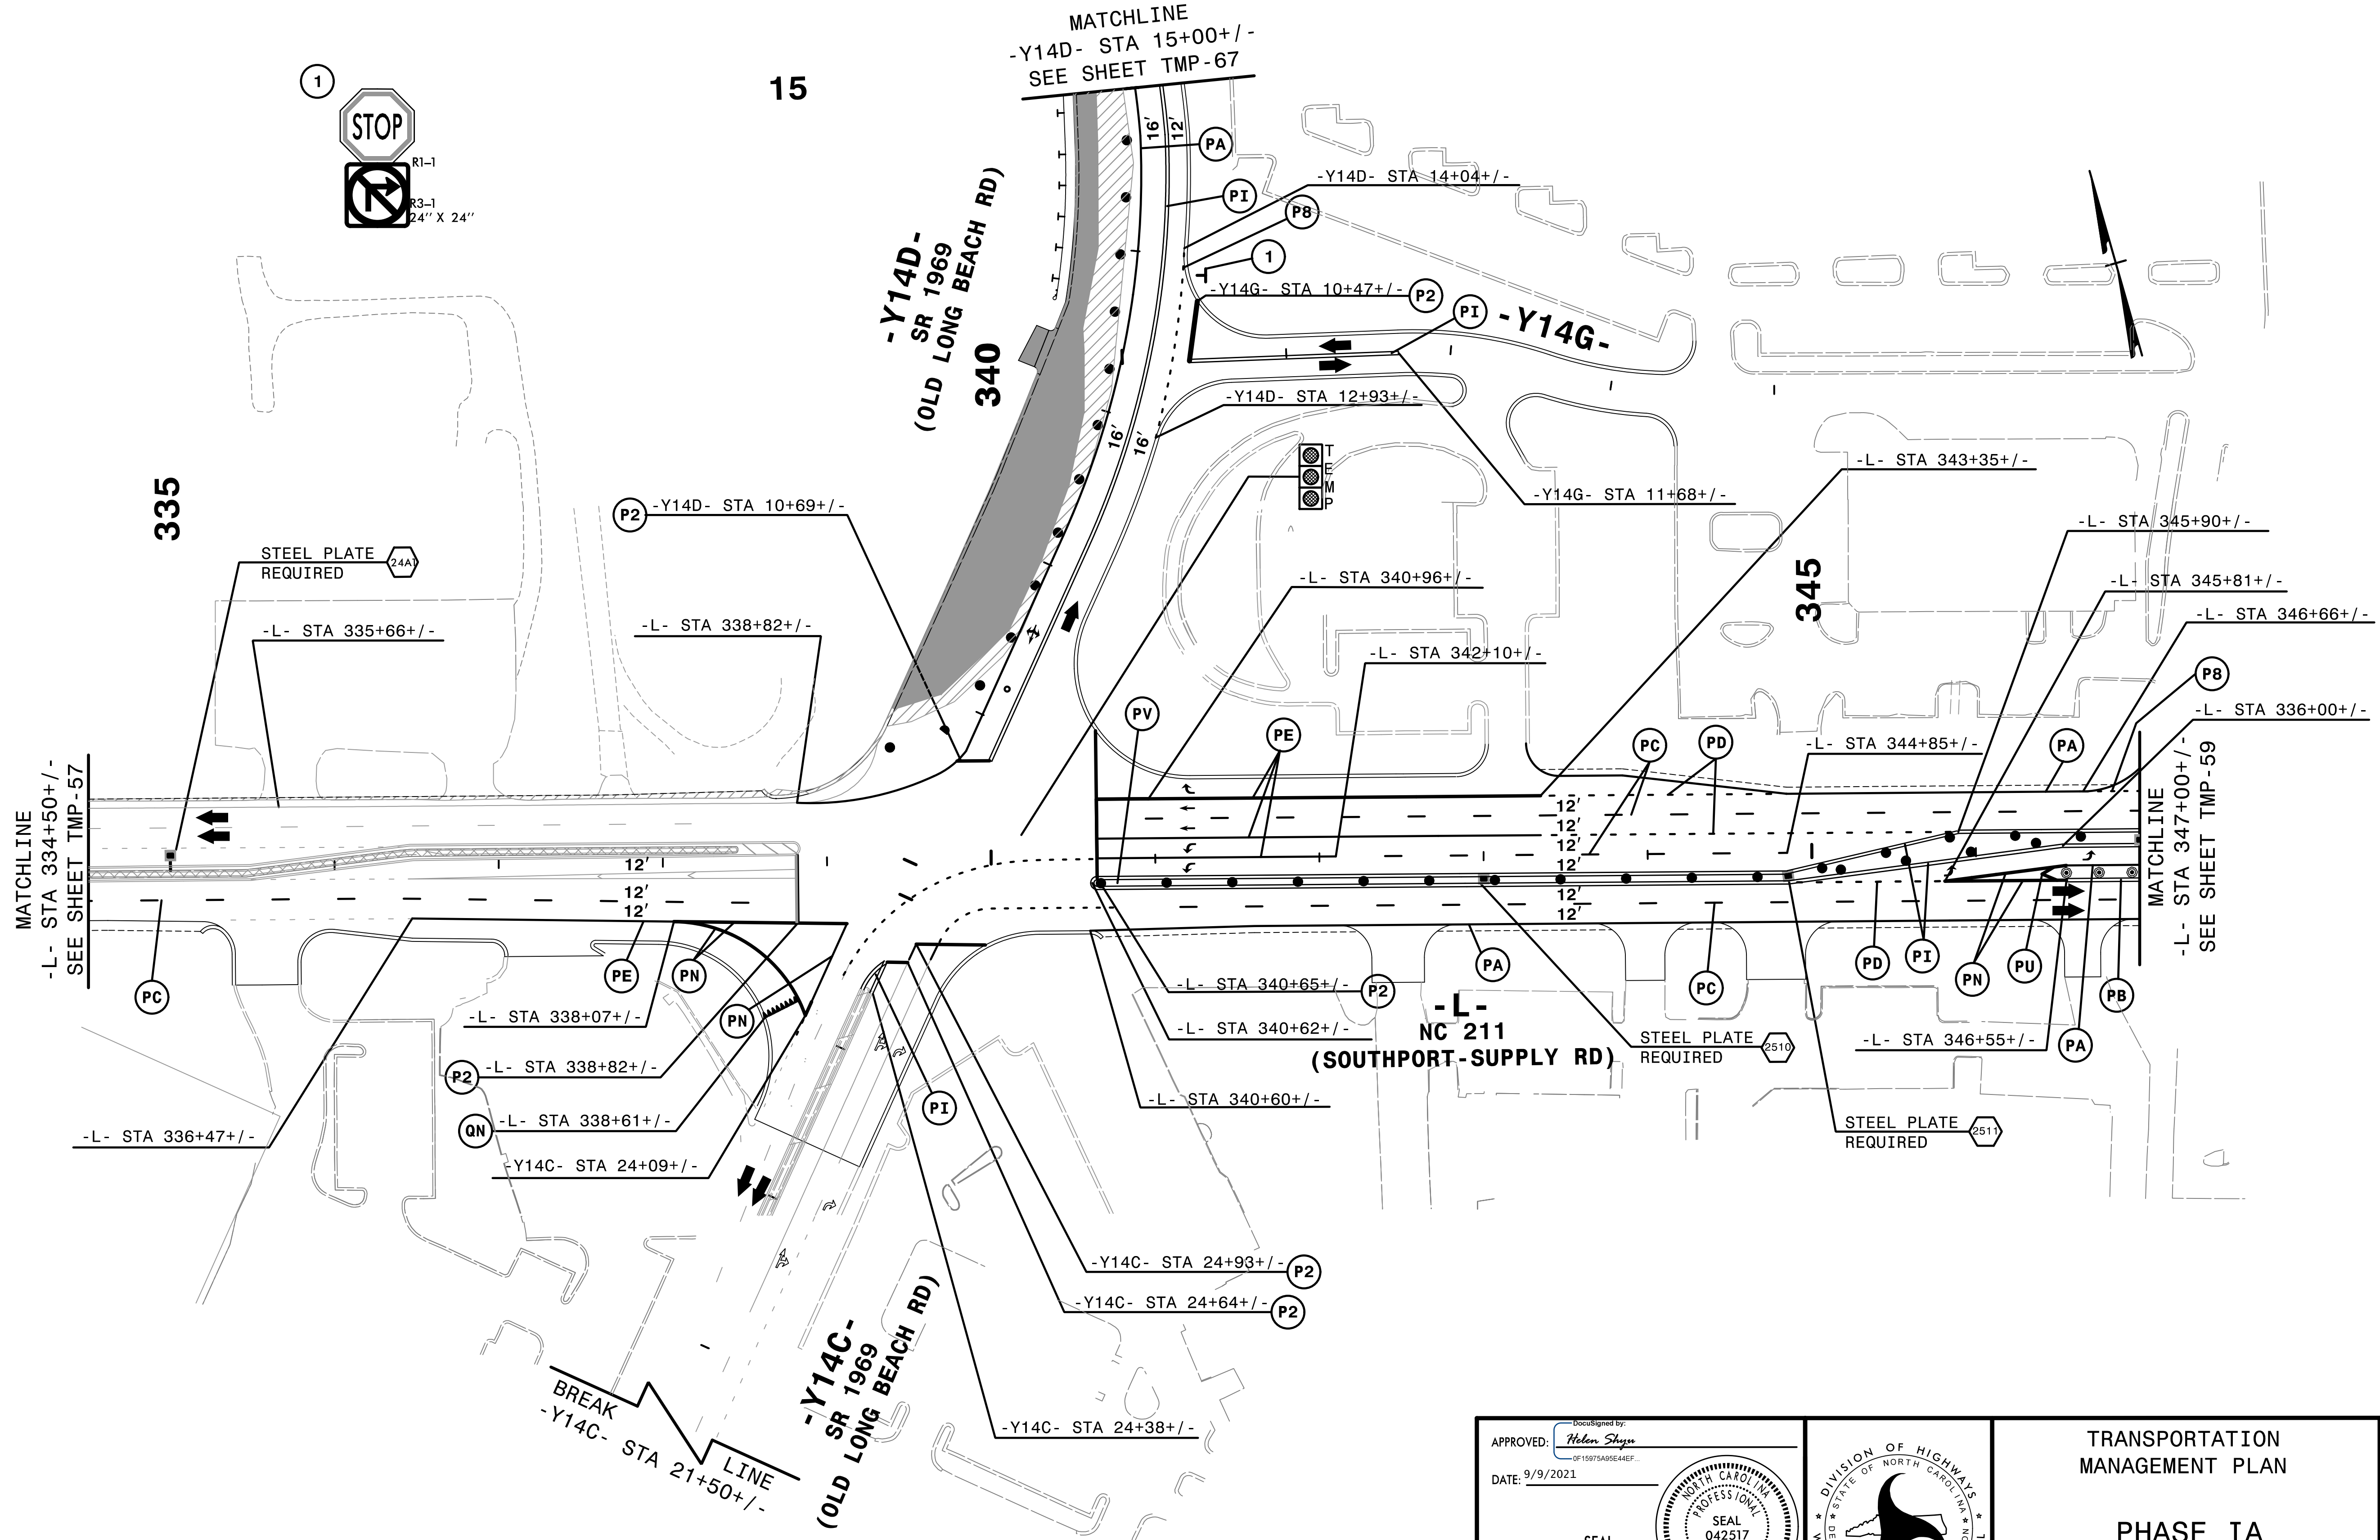 MATCHLINE
-Y14D- STA 15+00+/-
SEE SHEET TMP-67
1
STOP
R1-1
R3-1
24" X 24"
15
16'
12'
PA
PI
-Y14D- STA 14+04+/-
P8
1
-Y14D-
SR 1969
(OLD LONG BEACH RD)
340
-Y14G- STA 10+47+/-
P2
PI
-Y14G-
-Y14D- STA 12+93+/-
16'
16'
TEMP
-L- STA 343+35+/-
-Y14G- STA 11+68+/-
335
P2
-Y14D- STA 10+69+/-
-L- STA 345+90+/-
STEEL PLATE
REQUIRED
24A1
-L- STA 340+96+/-
345
-L- STA 345+81+/-
-L- STA 335+66+/-
-L- STA 338+82+/-
-L- STA 346+66+/-
-L- STA 342+10+/-
P8
PV
PE
PC
PD
-L- STA 344+85+/-
PA
-L- STA 336+00+/-
MATCHLINE
-L- STA 334+50+/-
SEE SHEET TMP-57
12'
12'
12'
12'
12'
12'
12'
12'
12'
MATCHLINE
-L- STA 347+00+/-
SEE SHEET TMP-59
PC
PE
PN
PN
-L- STA 338+07+/-
P2
-L- STA 338+82+/-
QN
-L- STA 338+61+/-
-L- STA 336+47+/-
-Y14C- STA 24+09+/-
PI
-L- STA 340+65+/-
P2
-L- STA 340+62+/-
-L- STA 340+60+/-
PA
-L-
NC 211
(SOUTHPORT-SUPPLY RD)
STEEL PLATE
REQUIRED
2510
PC
PD
PI
PN
PU
PA
PB
-L- STA 346+55+/-
STEEL PLATE
REQUIRED
2511
-Y14C- STA 24+93+/-
P2
-Y14C- STA 24+64+/-
P2
-Y14C- STA 24+38+/-
-Y14C-
SR 1969
(OLD LONG BEACH RD)
BREAK
LINE
-Y14C- STA 21+50+/-
APPROVED:
DocuSigned by:
Helen Shyu
0F15975A95E44EF...
DATE: 9/9/2021
NORTH CAROLINA
PROFESSIONAL
SEAL
042517
SEAL
DIVISION OF HIGHWAYS
STATE OF NORTH CAROLINA
TRANSPORTATION
MANAGEMENT PLAN
PHASE IA